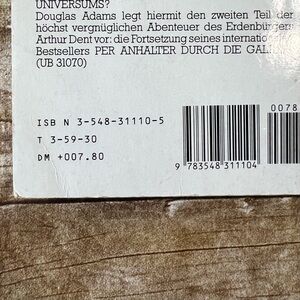 UNIVERSUMS?
Douglas Adams legt hiermit den zweiten Teil der
höchst vergnüglichen Abenteuer des Erdenbürgers
Arthur Dent vor: die Fortsetzung seines internatio
Bestsellers PER ANHALTER DURCH DIE GAL
(UB 31070)
0078
ISB N 3-548-31110-5
T 3-59-30
DM +007.80
9 783548 311104